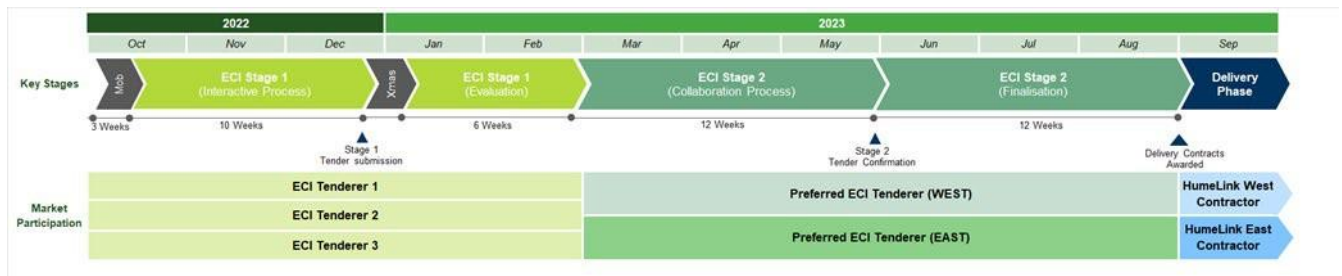 2022
2023
Oct
Nov
Dec
Jan
Feb
Mar
Apr
May
Jun
Jul
Aug
Sep
Key Stages
Mob
ECI Stage 1
(Interactive Process)
Xmas
ECI Stage 1
(Evaluation)
ECI Stage 2
(Collaboration Process)
ECI Stage 2
(Finalisation)
Delivery
Phase
3 Weeks
10 Weeks
6 Weeks
12 Weeks
12 Weeks
Stage 1
Tender submission
Stage 2
Tender Confirmation
Delivery Contracts
Awarded
Market
Participation
ECI Tenderer 1
ECI Tenderer 2
ECI Tenderer 3
Preferred ECI Tenderer (WEST)
Preferred ECI Tenderer (EAST)
HumeLink West
Contractor
HumeLink East
Contractor